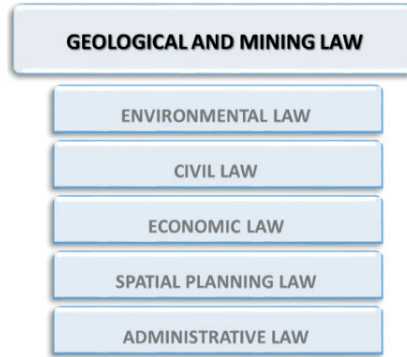 GEOLOGICAL AND MINING LAW
ENVIRONMENTAL LAW
CIVIL LAW
ECONOMIC LAW
SPATIAL PLANNING LAW
ADMINISTRATIVE LAW